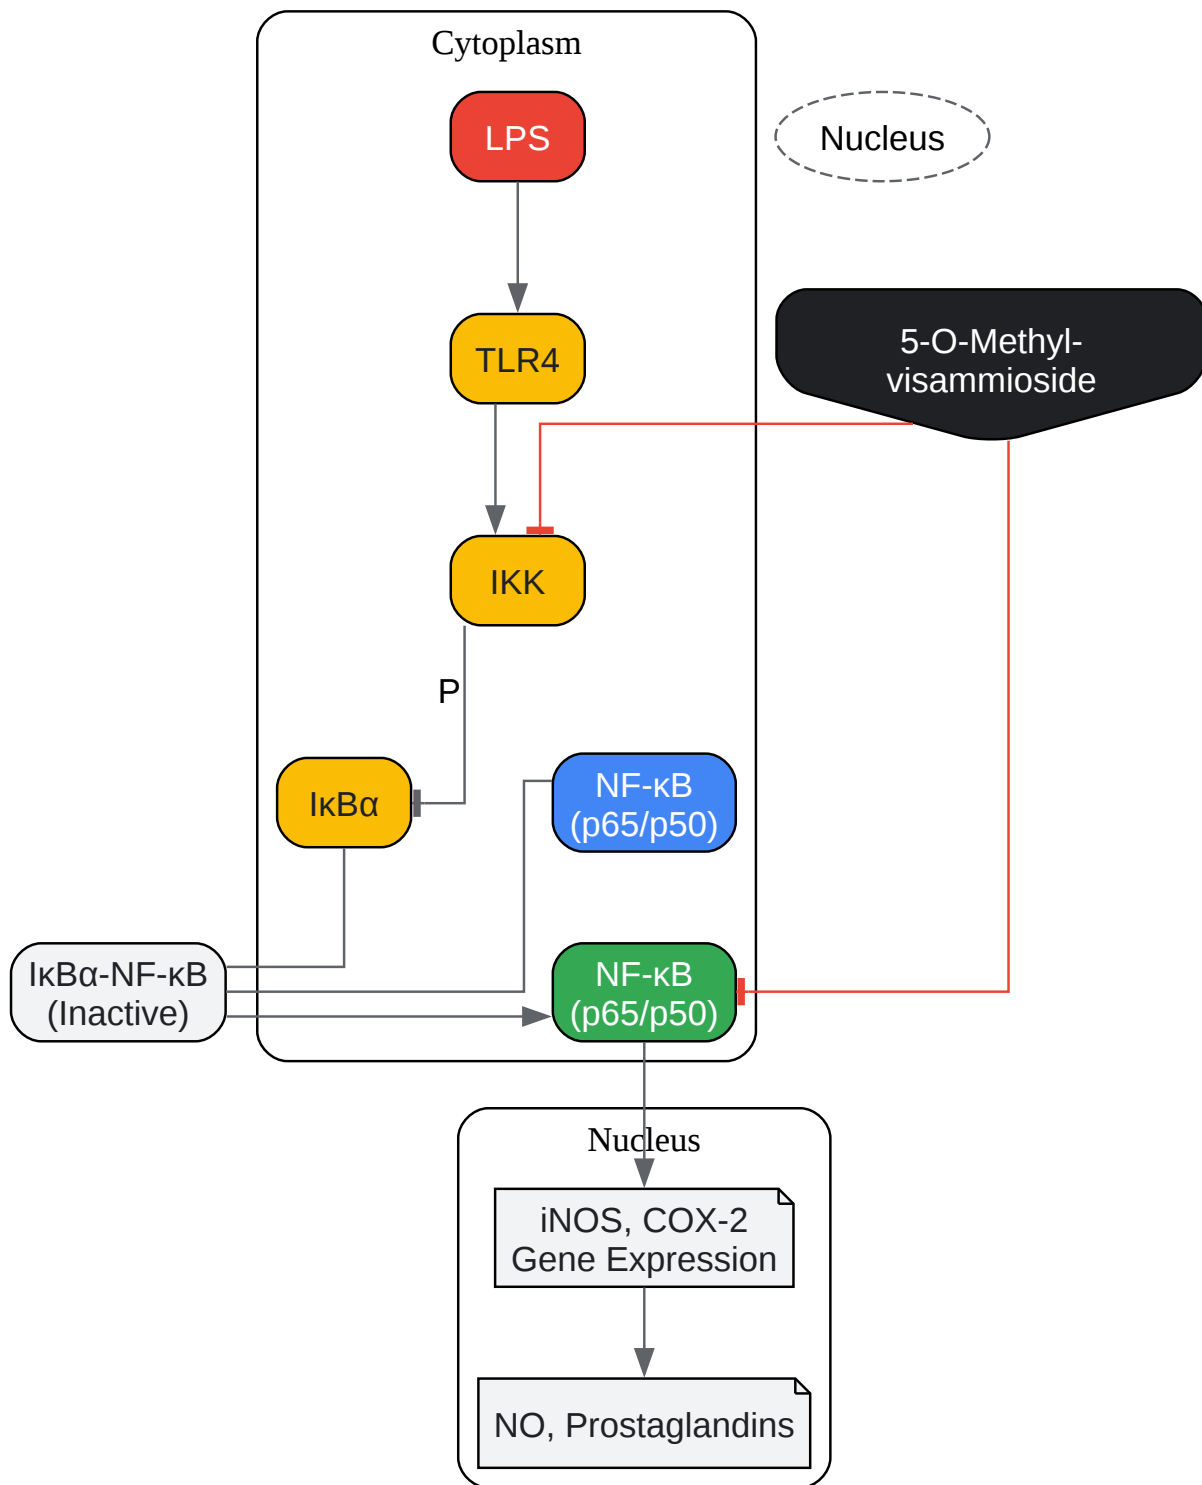 Cytoplasm
LPS
Nucleus
TLR4
5-O-Methyl-
visammioside
IKK
P
IκBα
NF-κB
(p65/p50)
IκBα-NF-κB
(Inactive)
NF-κB
(p65/p50)
Nucleus
iNOS, COX-2
Gene Expression
NO, Prostaglandins